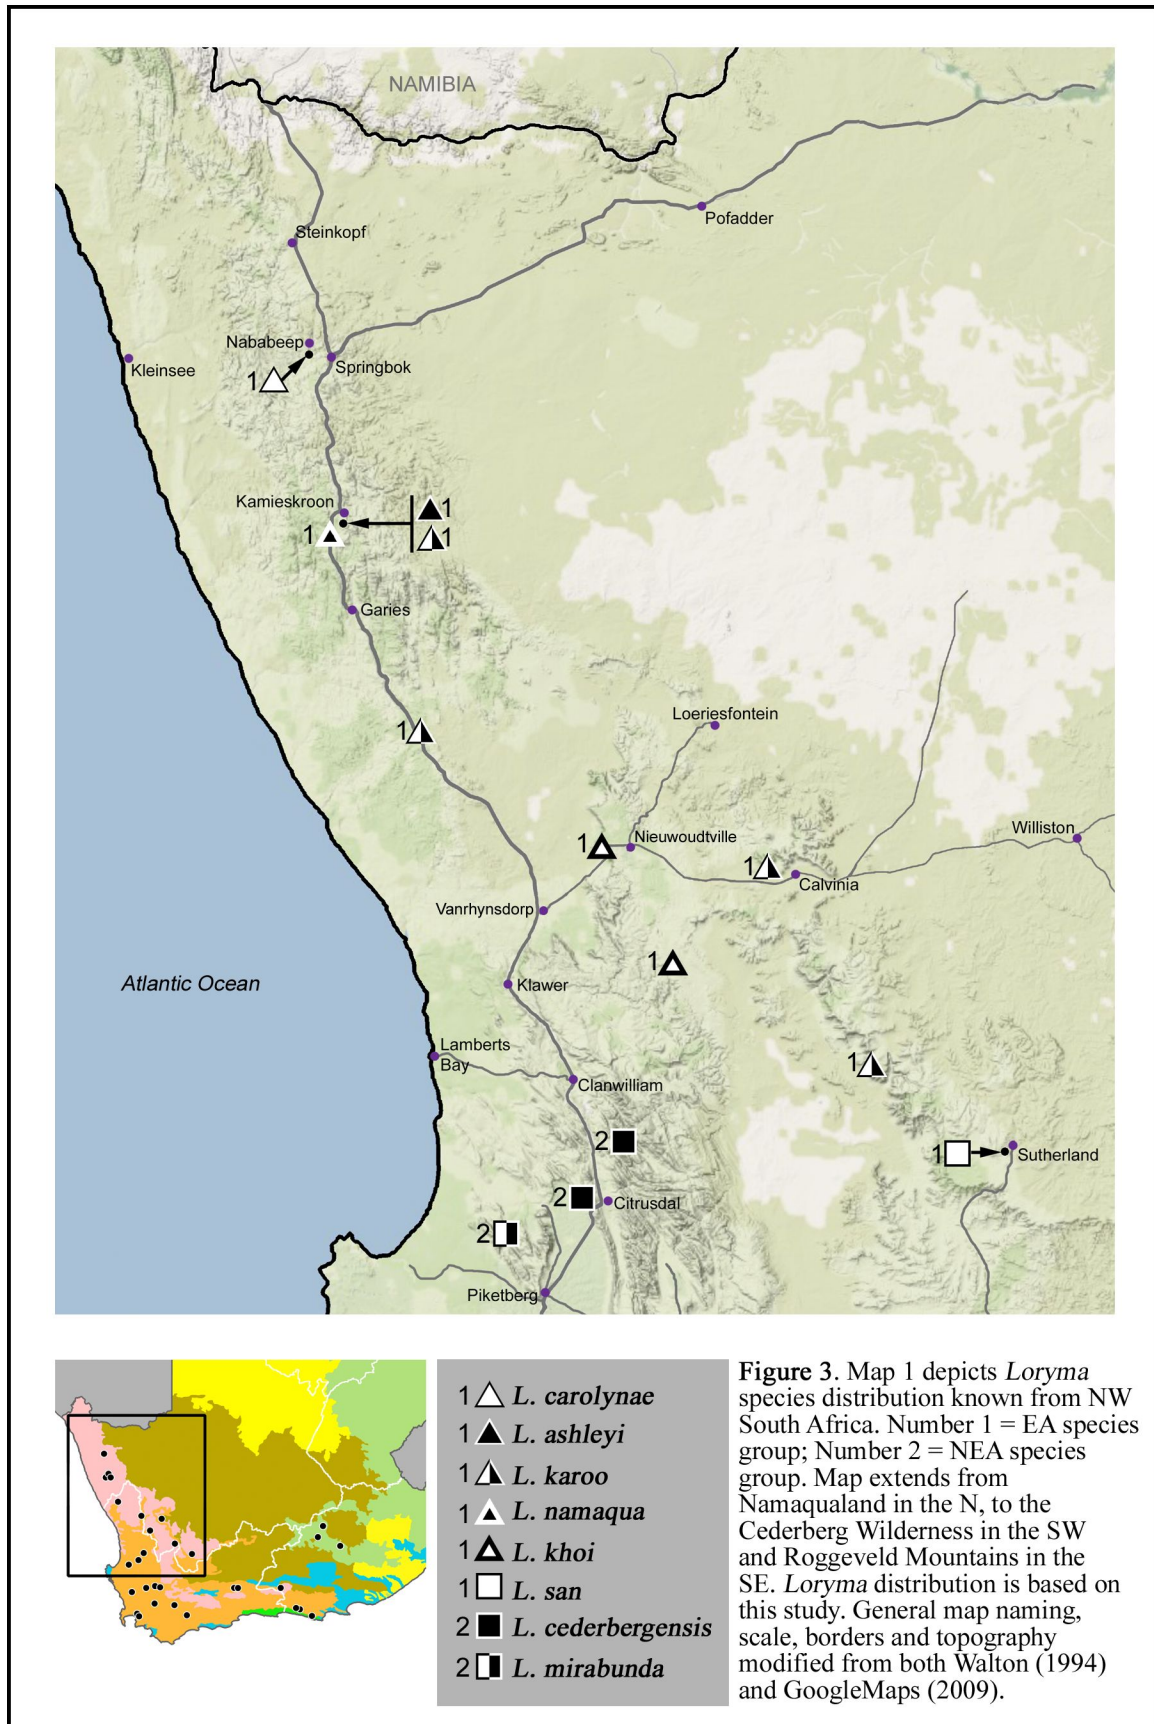 NAMIBIA
Pofadder
Steinkopf
Nababeep
Springbok
Kleinsee
1
Kamieskroon
1
1
1
Garies
1
Loeriesfontein
Williston
1
Nieuwoudtville
1
Calvinia
Vanrhynsdorp
1
Atlantic Ocean
Klawer
Lamberts
Bay
1
Clanwilliam
2
1
Sutherland
2
Citrusdal
2
Piketberg
1 L. carolynae
1 L. ashleyi
1 L. karoo
1 L. namaqua
1 L. khoi
1 L. san
2 L. cederbergensis
2 L. mirabunda
Figure 3. Map 1 depicts Loryma
species distribution known from NW
South Africa. Number 1 = EA species
group; Number 2 = NEA species
group. Map extends from
Namaqualand in the N, to the
Cederberg Wilderness in the SW
and Roggeveld Mountains in the
SE. Loryma distribution is based on
this study. General map naming,
scale, borders and topography
modified from both Walton (1994)
and GoogleMaps (2009).